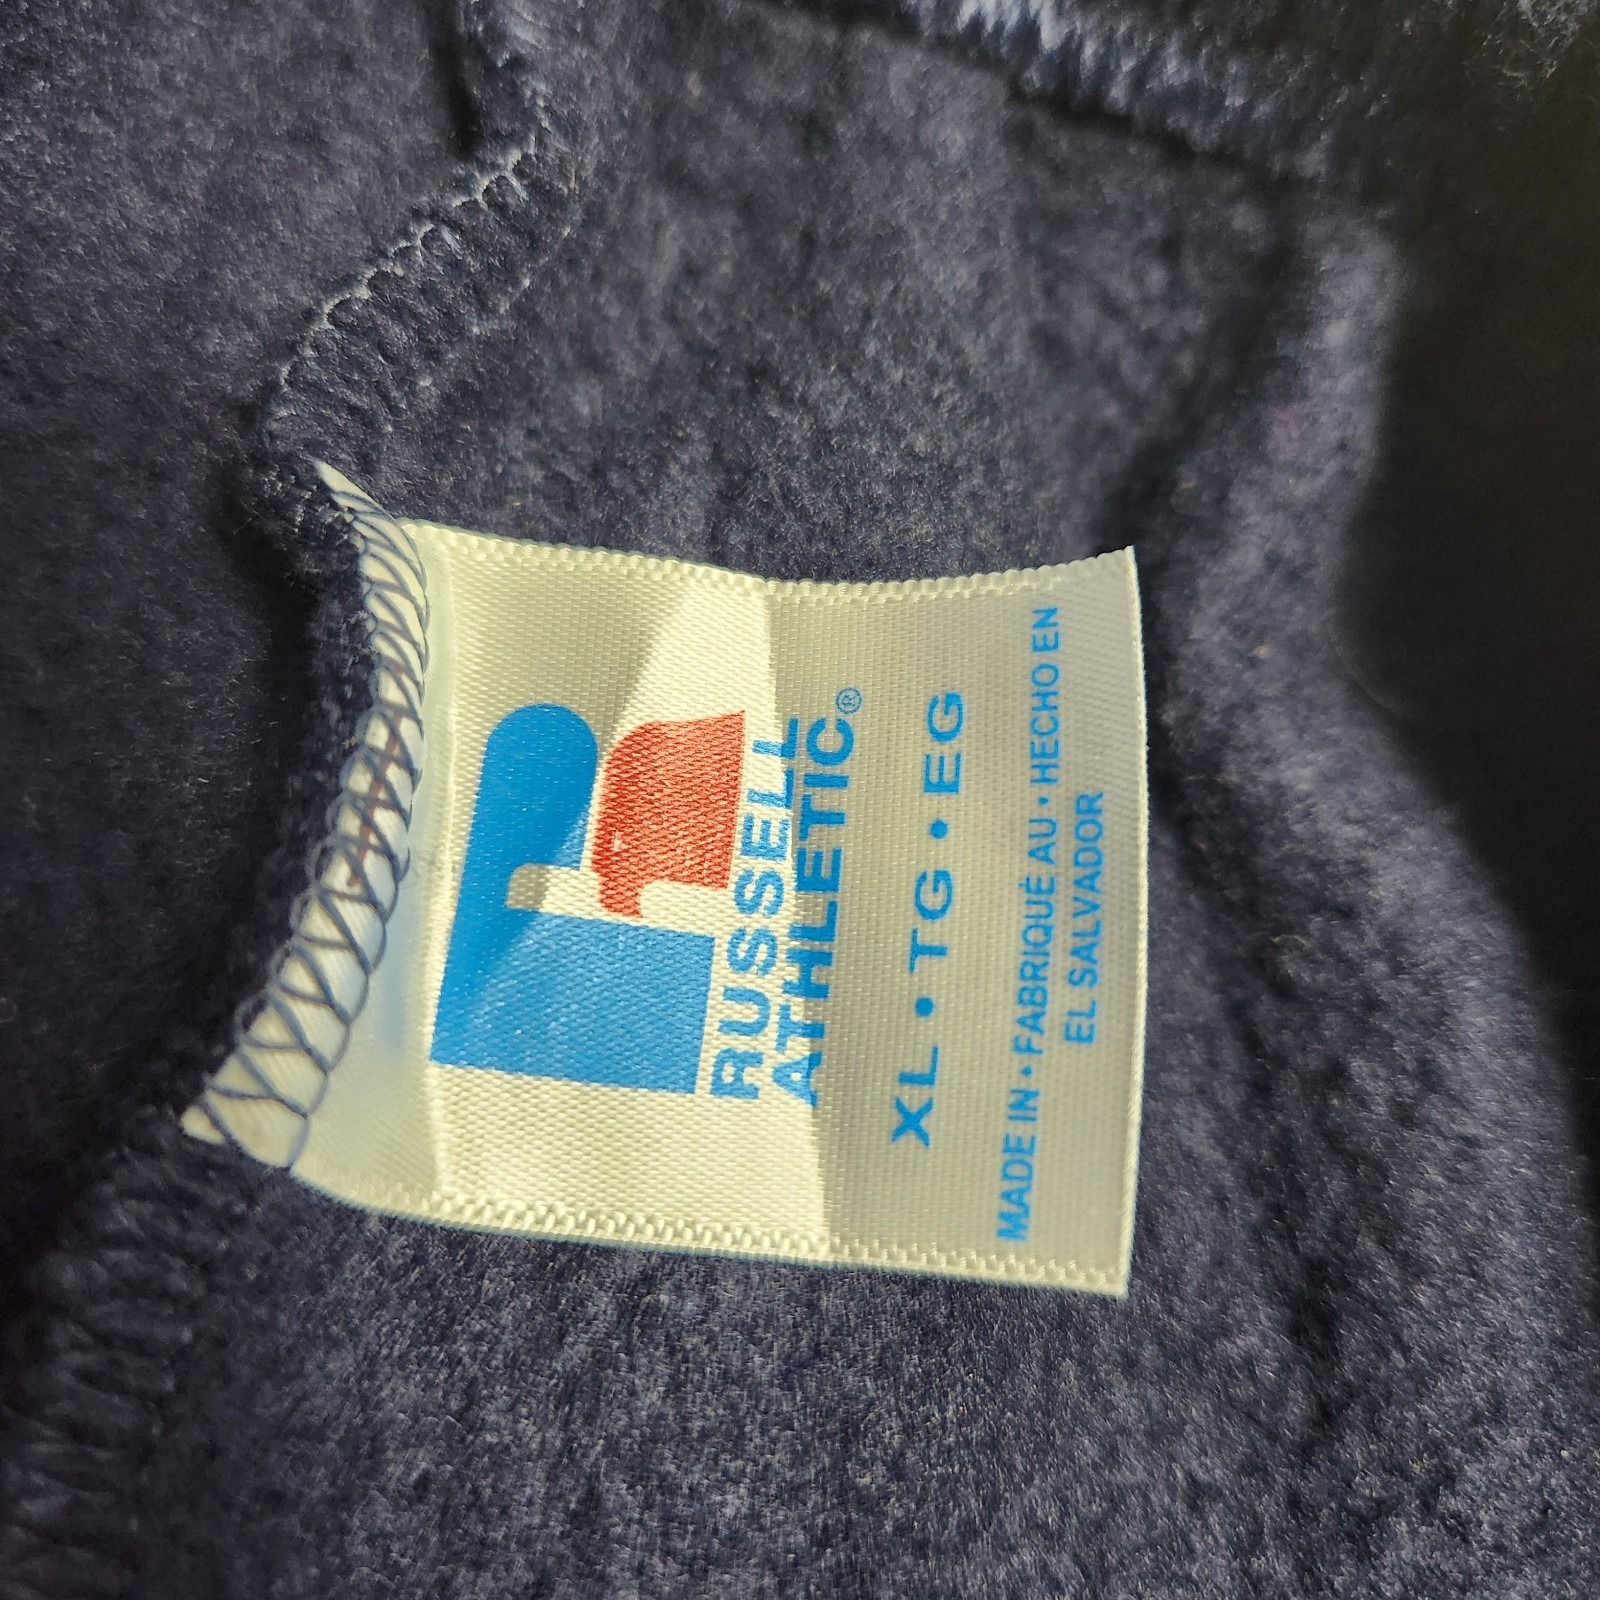 RUSSELL
ATHLETIC®
XL • TG • EG
MADE IN • FABRIQUÉ AU • HECHO EN
EL SALVADOR